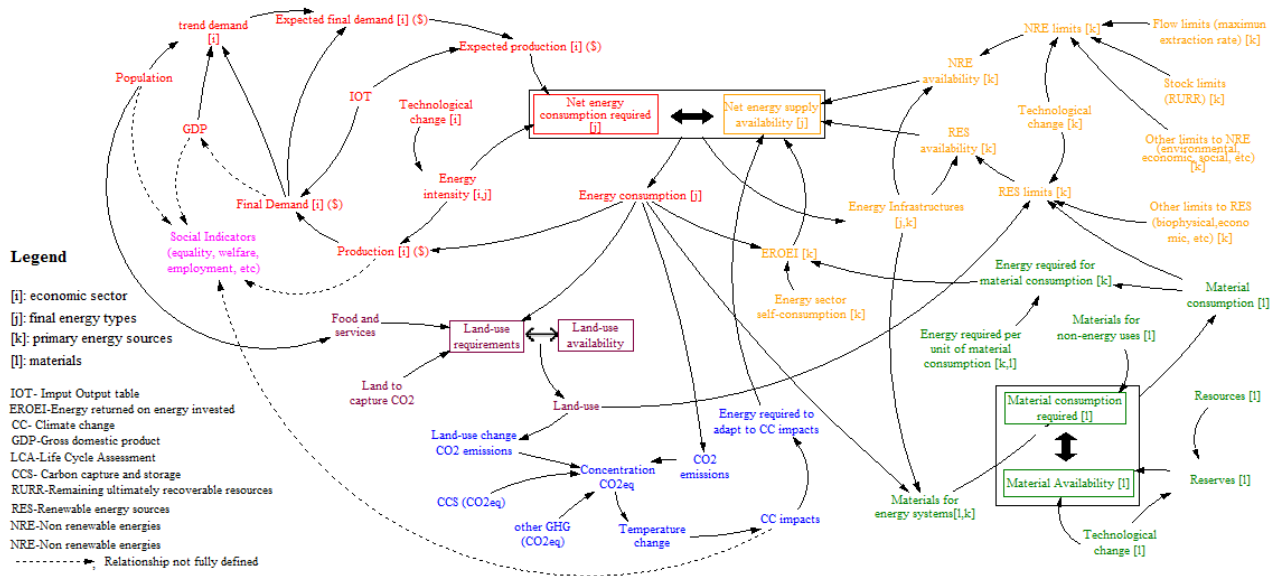 trend demand
[i]
Expected final demand [i] ($)
Expected production [i] ($)
Population
IOT
Technological
change [i]
GDP
Net energy
consumption required
[j]
Net energy supply
availability [j]
Energy
intensity [i,j]
Final Demand [i] ($)
Energy consumption [j]
Social Indicators
(equality, welfare,
employment, etc)
Production [i] ($)
NRE limits [k]
Flow limits (maximun
extraction rate) [k]
NRE
availability [k]
Stock limits
(RURR) [k]
Technological
change [k]
RES
availability [k]
Other limits to NRE
(environmental,
economic, social, etc)
[k]
RES limits [k]
Energy Infrastructures
[j,k]
Other limits to RES
(biophysical,econo
mic, etc) [k]
EROEI [k]
Energy required for
material consumption [k]
Material
consumption [l]
Energy sector
self-consumption [k]
Energy required per
unit of material
consumption [k,l]
Materials for
non-energy uses [l]
Legend
[i]: economic sector
[j]: final energy types
[k]: primary energy sources
[l]: materials
Food and
services
Land-use
requirements
Land-use
availability
Land to
capture CO2
Land-use
Material consumption
required [l]
Resources [l]
Material Availability [l]
Reserves [l]
Technological
change [l]
Materials for
energy systems[l,k]
Land-use change
CO2 emissions
Energy required to
adapt to CC impacts
Concentration
CO2eq
CO2
emissions
CCS (CO2eq)
other GHG
(CO2eq)
Temperature
change
CC impacts
IOT- Imput Output table
EROEI-Energy returned on energy invested
CC- Climate change
GDP-Gross domestic product
LCA-Life Cycle Assessment
CCS- Carbon capture and storage
RURR-Remaining ultimately recoverable resources
RES-Renewable energy sources
NRE-Non renewable energies
NRE-Non renewable energies
Relationship not fully defined